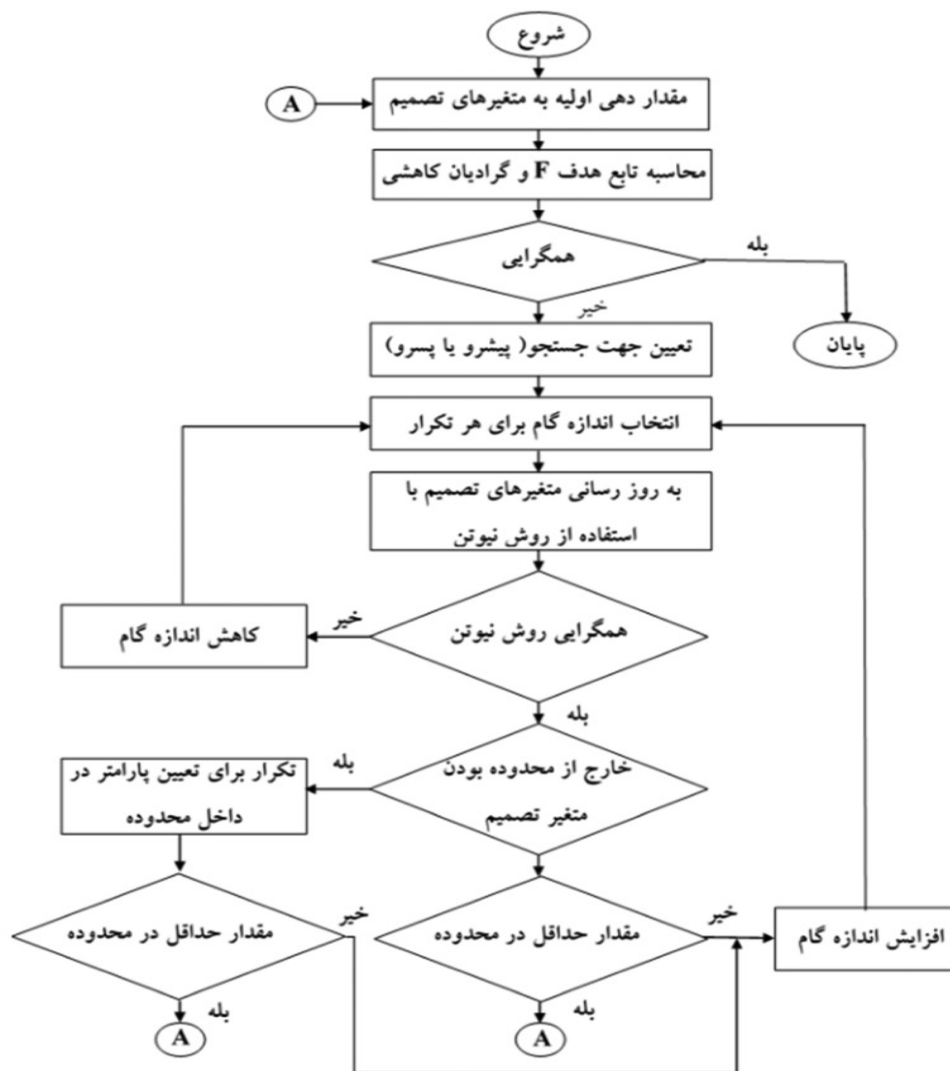 شروع
A
مقدار دهی اولیه به متغیرهای تصمیم
محاسبه تابع هدف F و گرادیان کاهشی
همگرایی
بله
خیر
پایان
تعیین جهت جستجو( پیشرو یا پسرو)
انتخاب اندازه گام برای هر تکرار
به روز رسانی متغیرهای تصمیم با
استفاده از روش نیوتن
همگرایی روش نیوتن
خیر
کاهش اندازه گام
بله
خارج از محدوده بودن
متغیر تصمیم
بله
تکرار برای تعیین پارامتر در
داخل محدوده
مقدار حداقل در محدوده
خیر
افزایش اندازه گام
مقدار حداقل در محدوده
خیر
بله
A
بله
A